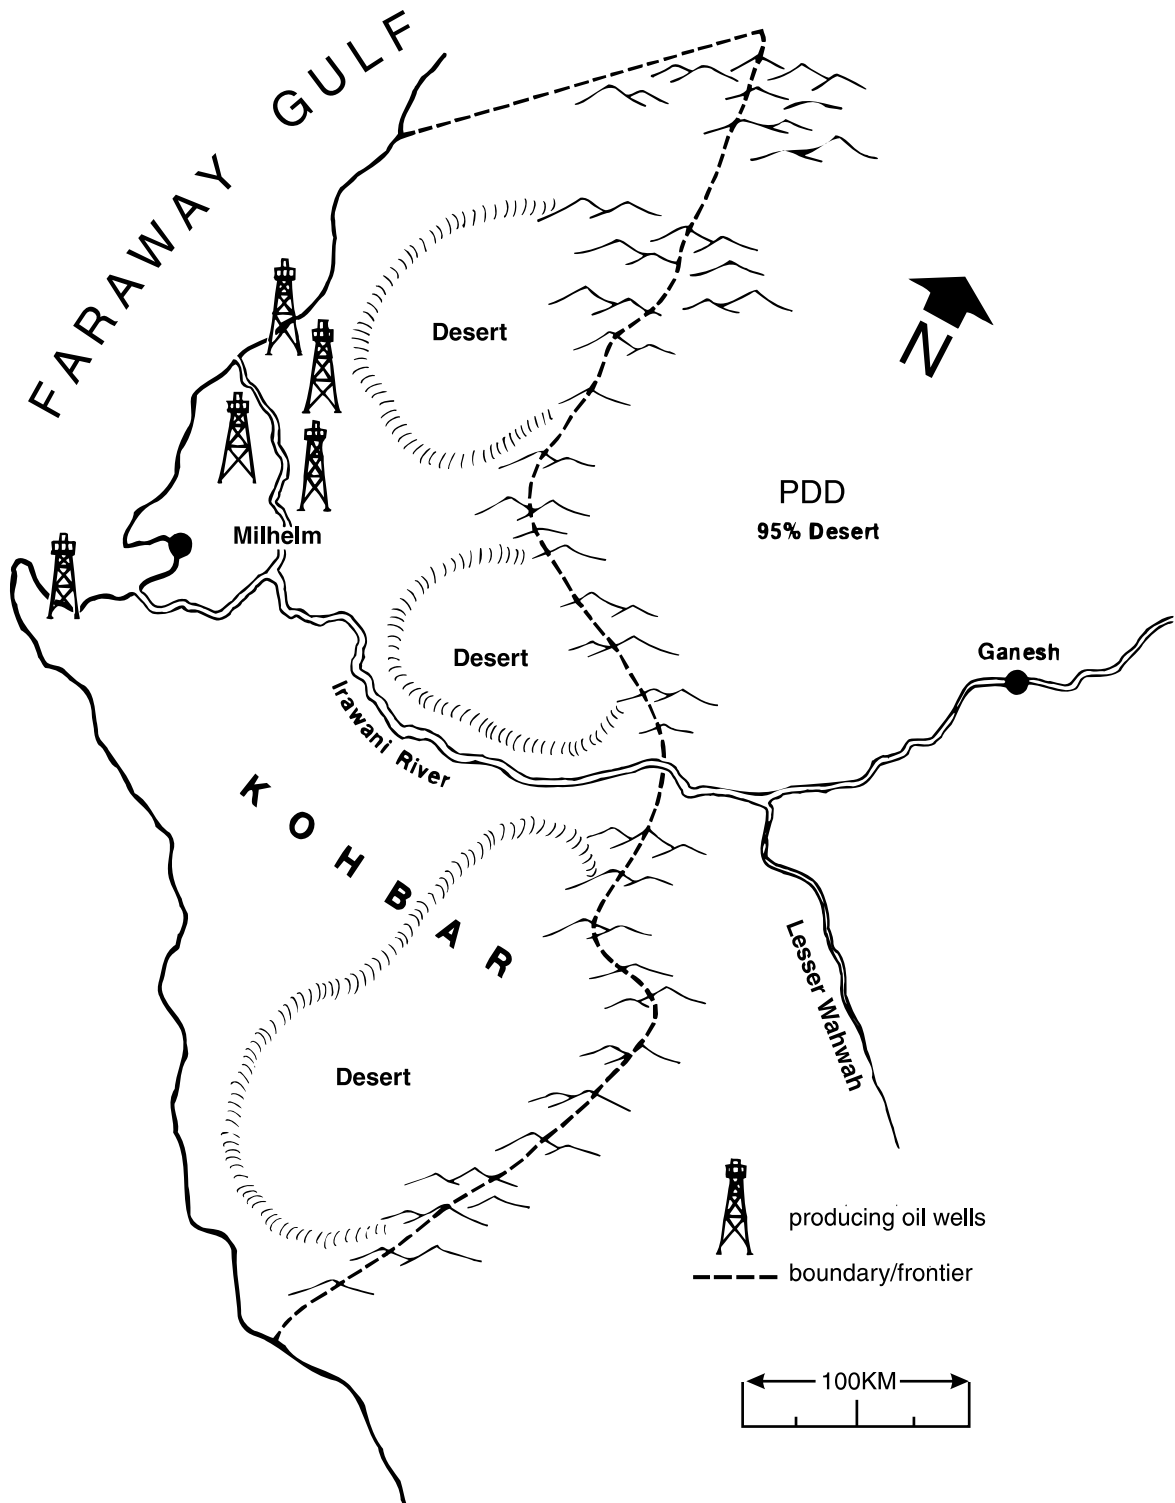 FARAWAY GULF
Desert
N
PDD
95% Desert
Milhelm
Ganesh
Desert
Irawani River
KOHBAR
Lesser Wahwah
Desert
producing oil wells
boundary/frontier
100KM